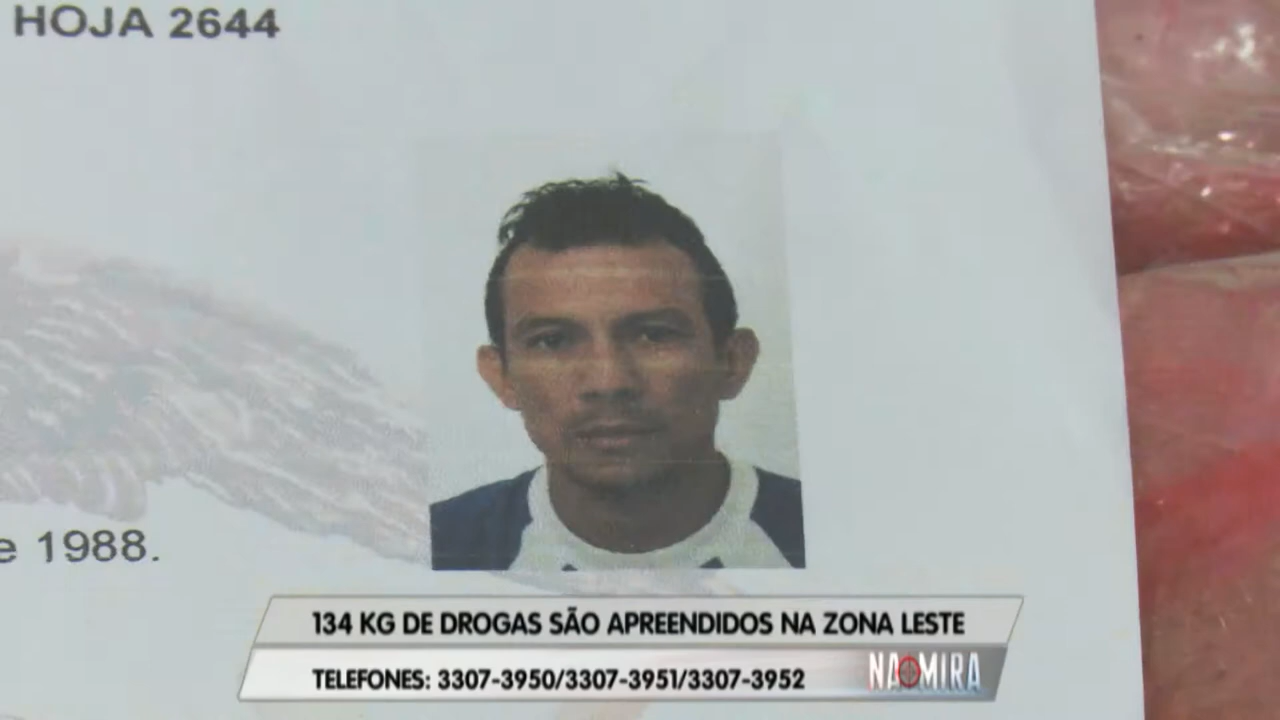 HOJA 2644
e 1988.
134 KG DE DROGAS SÃO APREENDIDOS NA ZONA LESTE
TELEFONES: 3307-3950/3307-3951/3307-3952
NA MIRA